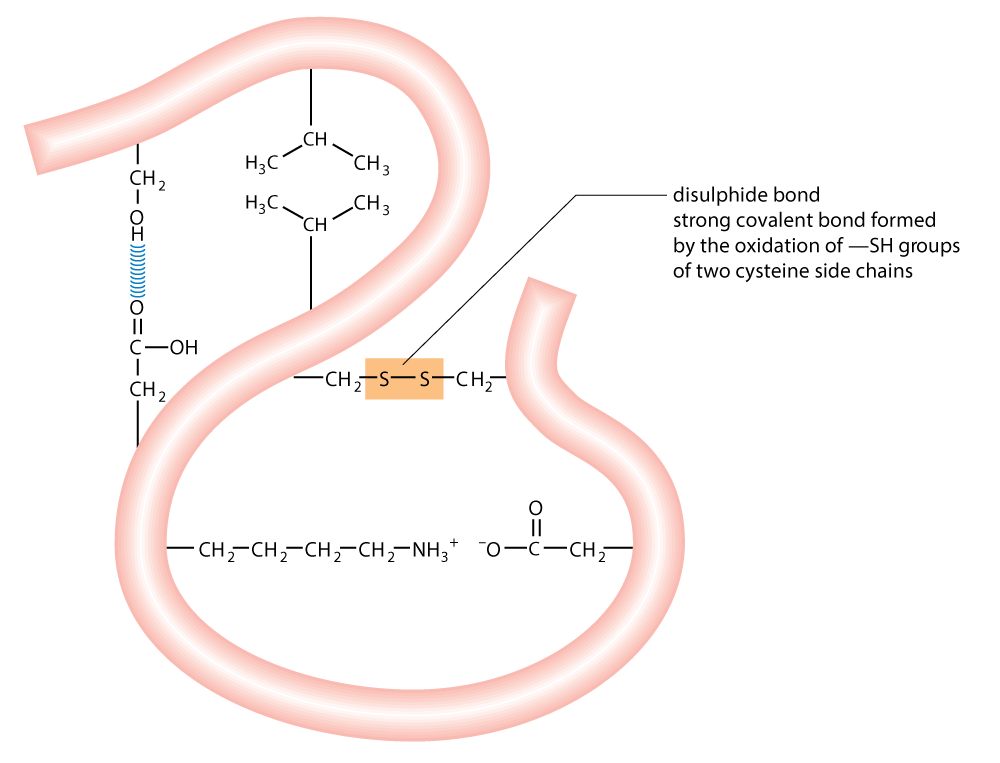 CH
H₃C CH₃
CH₂
H₃C CH₃
CH
O
H
disulphide bond
strong covalent bond formed
by the oxidation of —SH groups
of two cysteine side chains
O
C—OH
CH₂
—CH₂—S—S—CH₂—
O
—CH₂—CH₂—CH₂—CH₂—NH₃⁺ ⁻O—C—CH₂—